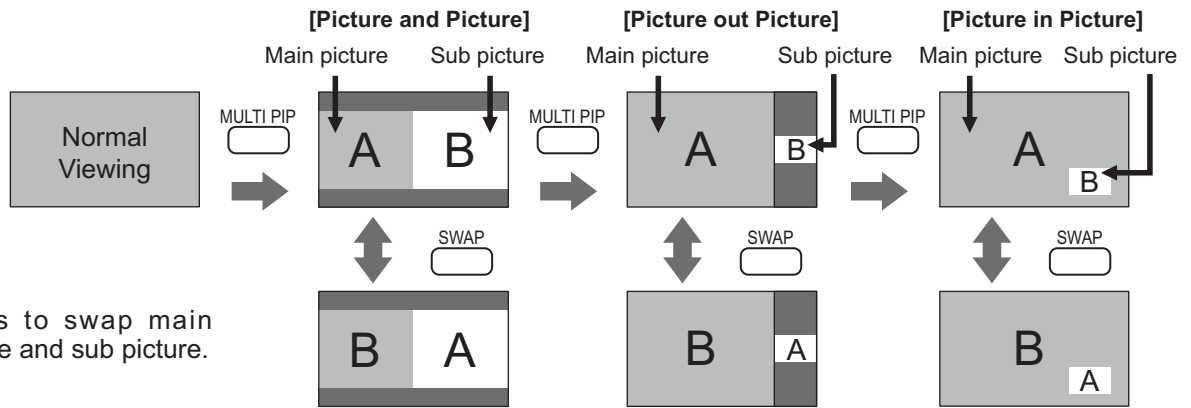 [Picture and Picture]
[Picture out Picture]
[Picture in Picture]
Main picture
Sub picture
Main picture
Sub picture
Main picture
Sub picture
Normal
Viewing
MULTI PIP
A
B
MULTI PIP
A
B
MULTI PIP
A
B
SWAP
SWAP
SWAP
to swap main
and sub picture.
B
A
B
A
B
A